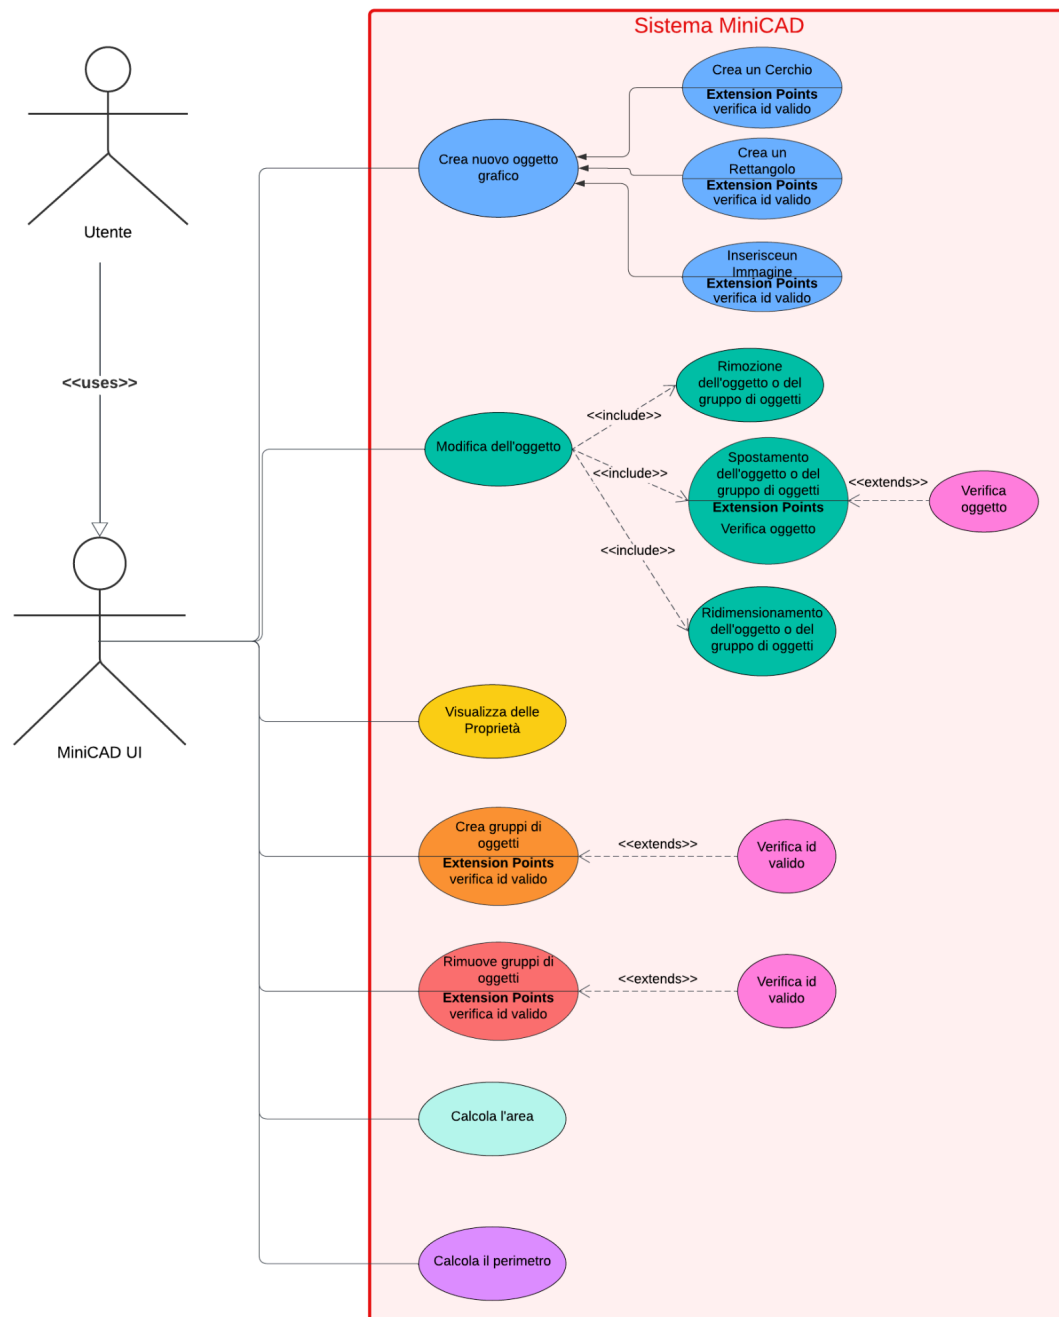 Sistema MiniCAD
Utente
<<uses>>
MiniCAD UI
Crea nuovo oggetto
grafico
Crea un Cerchio
Extension Points
verifica id valido
Crea un
Rettangolo
Extension Points
verifica id valido
Inserisceun
Immagine
Extension Points
verifica id valido
Modifica dell'oggetto
<<include>>
Rimozione
dell'oggetto o del
gruppo di oggetti
<<include>>
Spostamento
dell'oggetto o del
gruppo di oggetti
Extension Points
Verifica oggetto
<<extends>>
Verifica
oggetto
<<include>>
Ridimensionamento
dell'oggetto o del
gruppo di oggetti
Visualizza delle
Proprietà
Crea gruppi di
oggetti
Extension Points
verifica id valido
<<extends>>
Verifica id
valido
Rimuove gruppi di
oggetti
Extension Points
verifica id valido
<<extends>>
Verifica id
valido
Calcola l'area
Calcola il perimetro